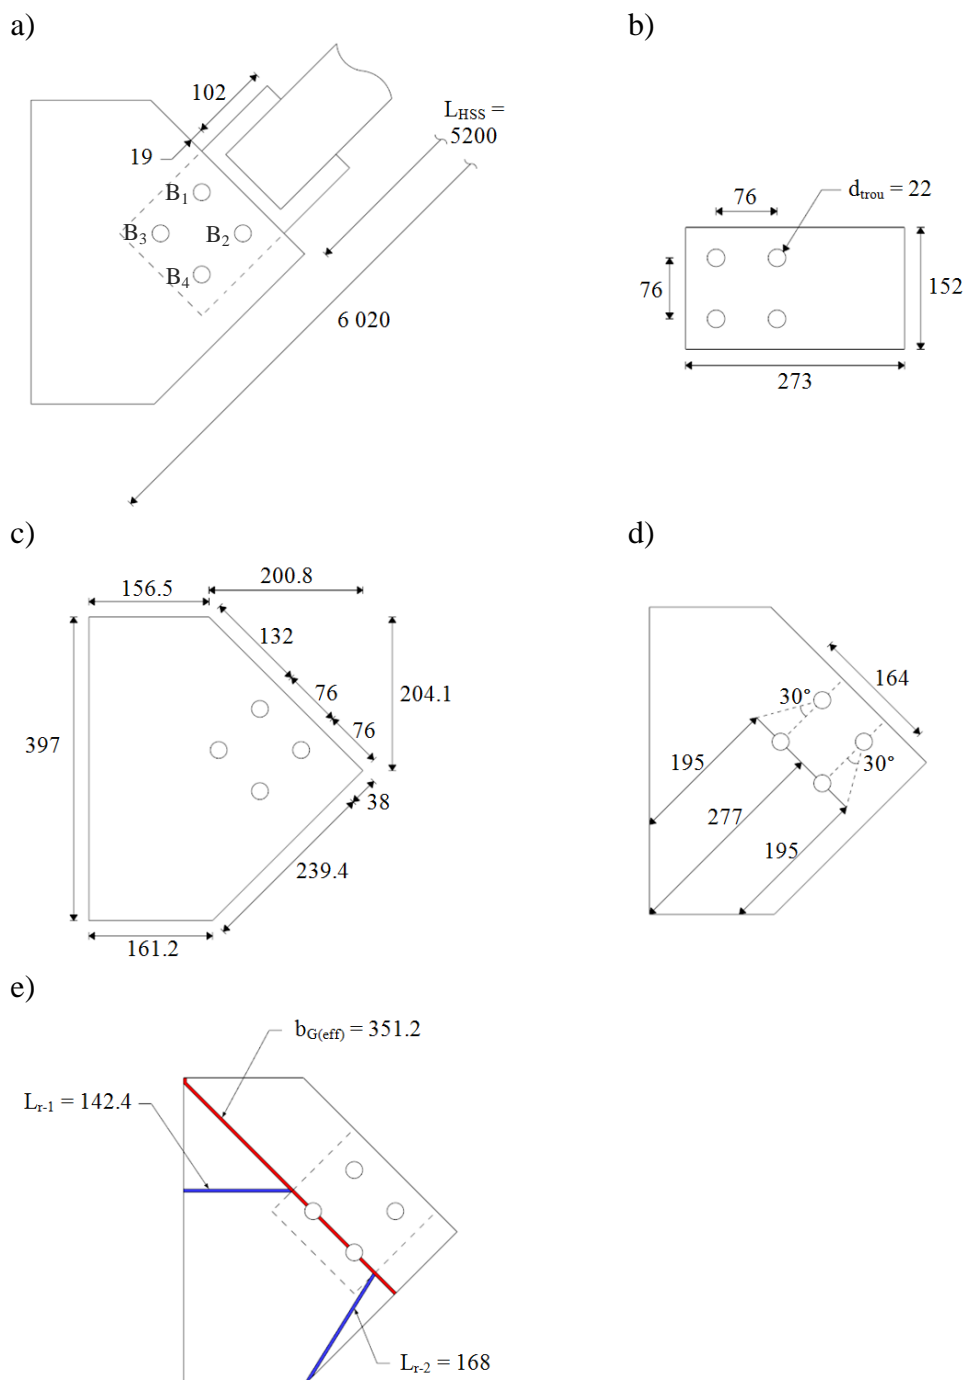 a)
b)
102
L_HSS =
5200
19
B₁
B₃
B₂
B₄
6 020
d_trou = 22
76
76
152
273
c)
d)
156.5
200.8
132
76
76
204.1
397
38
239.4
161.2
164
30°
30°
195
277
195
e)
b_G(eff) = 351.2
L_r-1 = 142.4
L_r-2 = 168